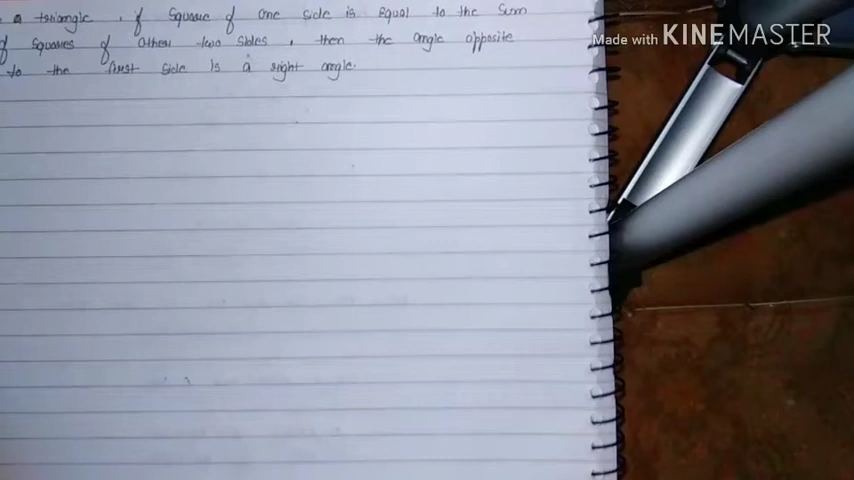 a triangle, if Square of one side is Equal to the Sum
of Squares of other two sides, then the angle opposite
to the first side is a right angle.
Made with KINEMASTER